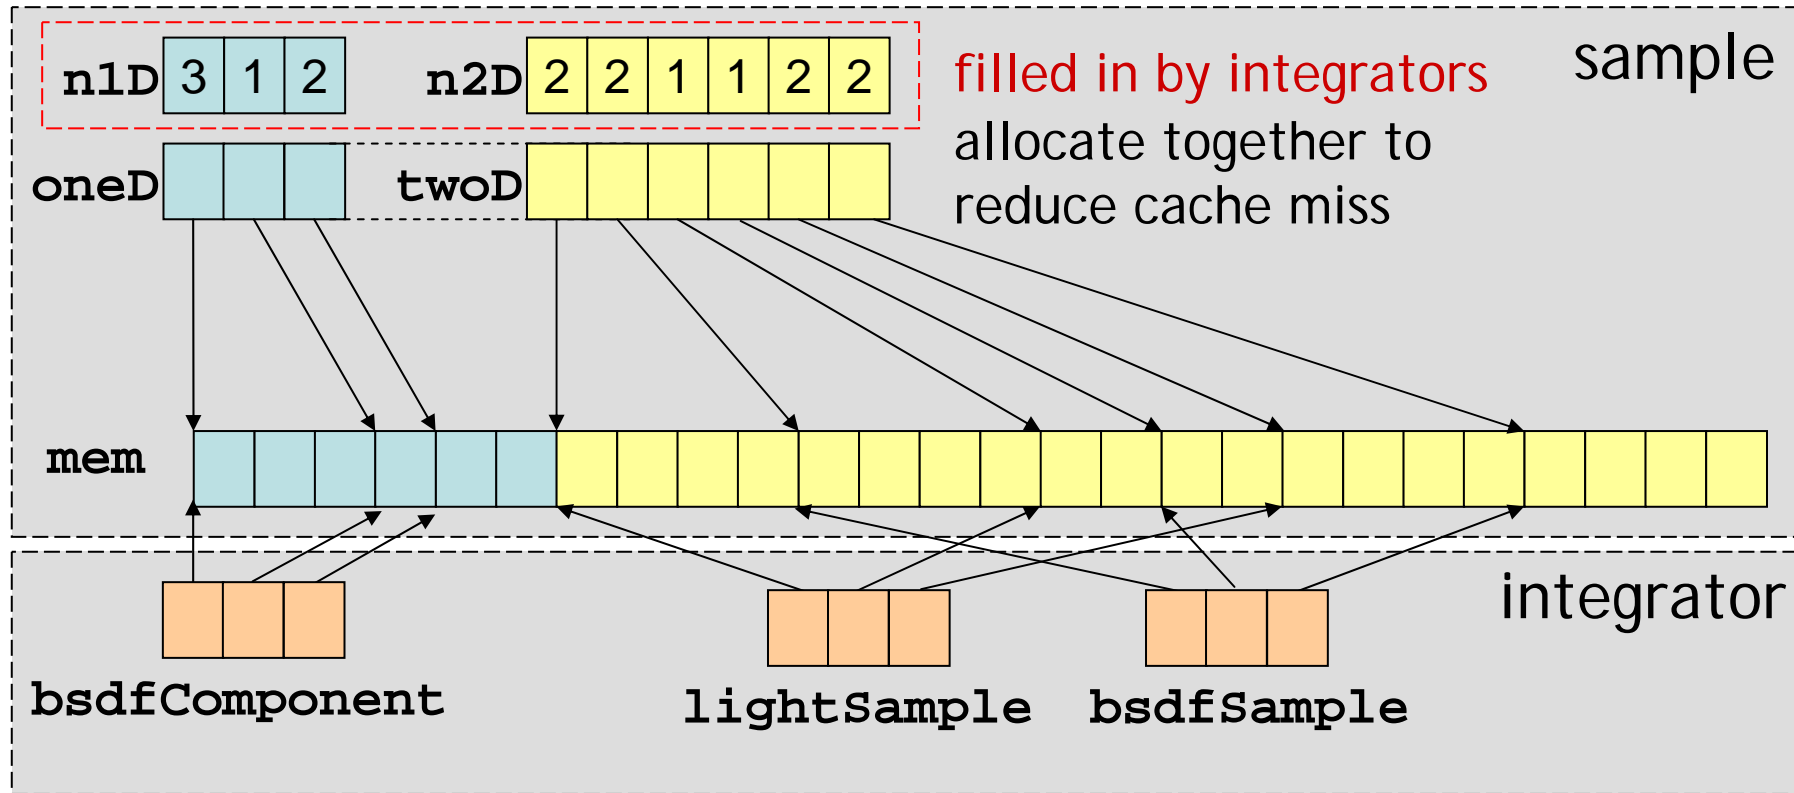 n1D 3 1 2 n2D 2 2 1 1 2 2 filled in by integrators sample
oneD twoD allocate together to
reduce cache miss
mem
integrator
bsdfComponent lightSample bsdfSample